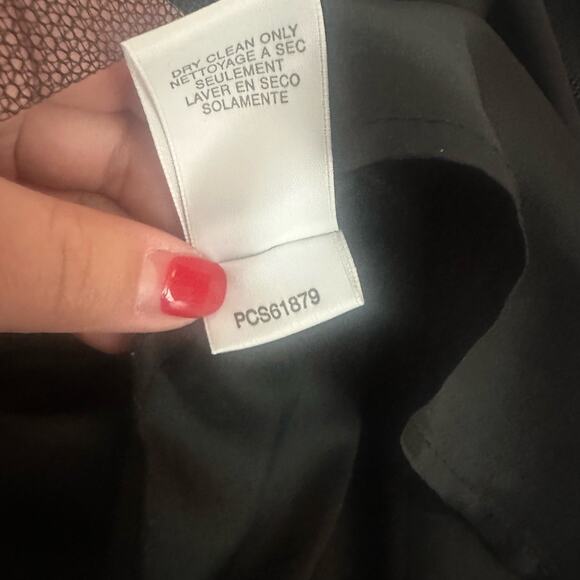 DRY CLEAN ONLY
NETTOYAGE A SEC
SEULEMENT
LAVER EN SECO
SOLAMENTE
PCS61879